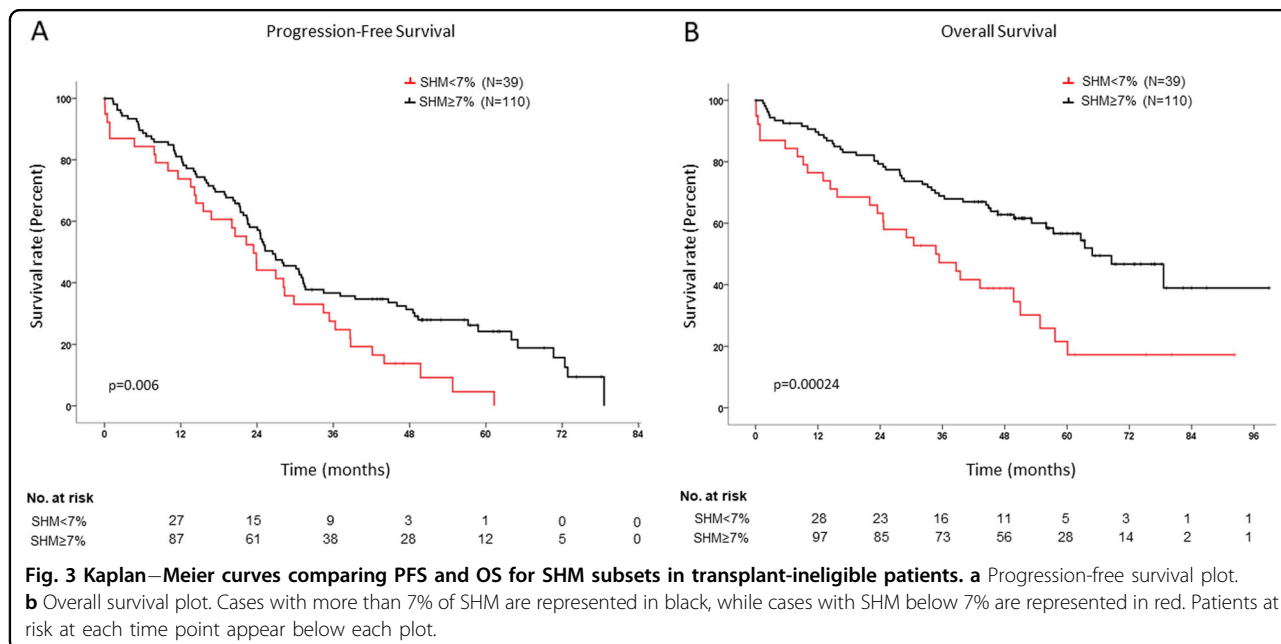 A
Progression-Free Survival
SHM<7% (N=39)
SHM≥7% (N=110)
100
80
60
40
20
0
Survival rate (Percent)
p=0.006
0 12 24 36 48 60 72 84
Time (months)
No. at risk
SHM<7% 27 15 9 3 1 0 0
SHM≥7% 87 61 38 28 12 5 0
B
Overall Survival
SHM<7% (N=39)
SHM≥7% (N=110)
100
80
60
40
20
0
Survival rate (Percent)
p=0.00024
0 12 24 36 48 60 72 84 96
Time (months)
No. at risk
SHM<7% 28 23 16 11 5 3 1 1
SHM≥7% 97 85 73 56 28 14 2 1
Fig. 3 Kaplan−Meier curves comparing PFS and OS for SHM subsets in transplant-ineligible patients. a Progression-free survival plot.
b Overall survival plot. Cases with more than 7% of SHM are represented in black, while cases with SHM below 7% are represented in red. Patients at
risk at each time point appear below each plot.